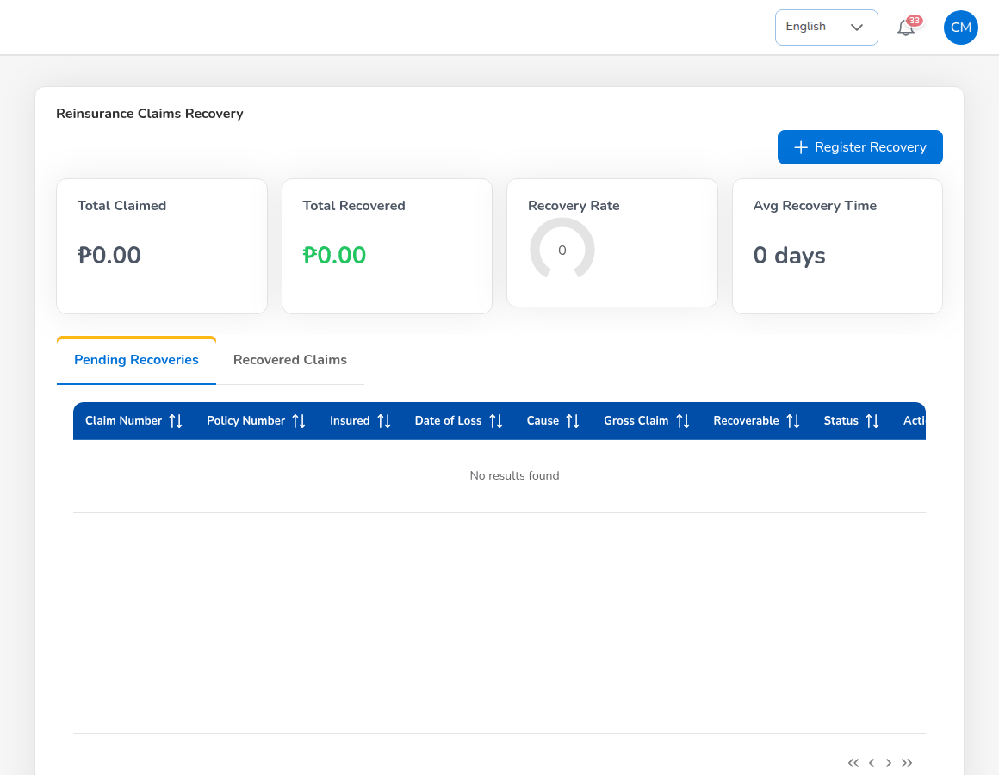 English
33
CM
Reinsurance Claims Recovery
Register Recovery
Total Claimed
₱0.00
Total Recovered
₱0.00
Recovery Rate
0
Avg Recovery Time
0 days
Pending Recoveries Recovered Claims
Claim Number Policy Number Insured Date of Loss Cause Gross Claim Recoverable Status Acti
No results found